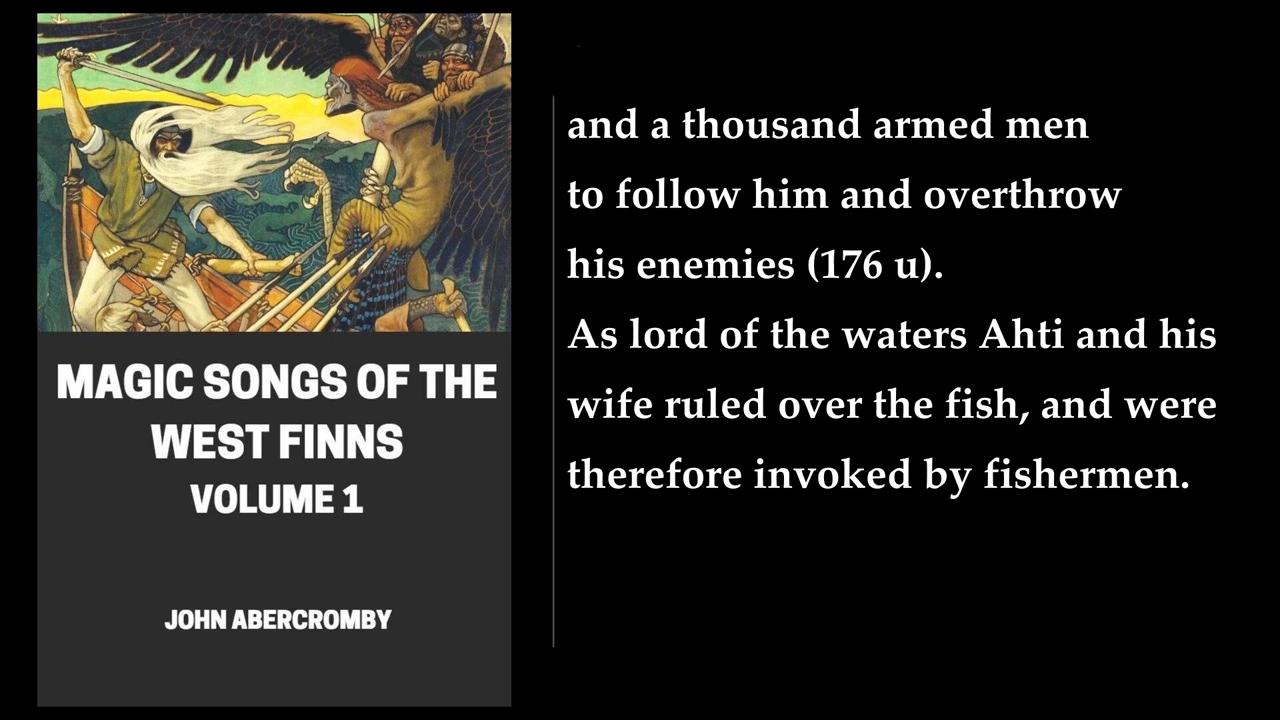 MAGIC SONGS OF THE
WEST FINNS
VOLUME 1
JOHN ABERCROMBY
and a thousand armed men
to follow him and overthrow
his enemies (176 u).
As lord of the waters Ahti and his
wife ruled over the fish, and were
therefore invoked by fishermen.